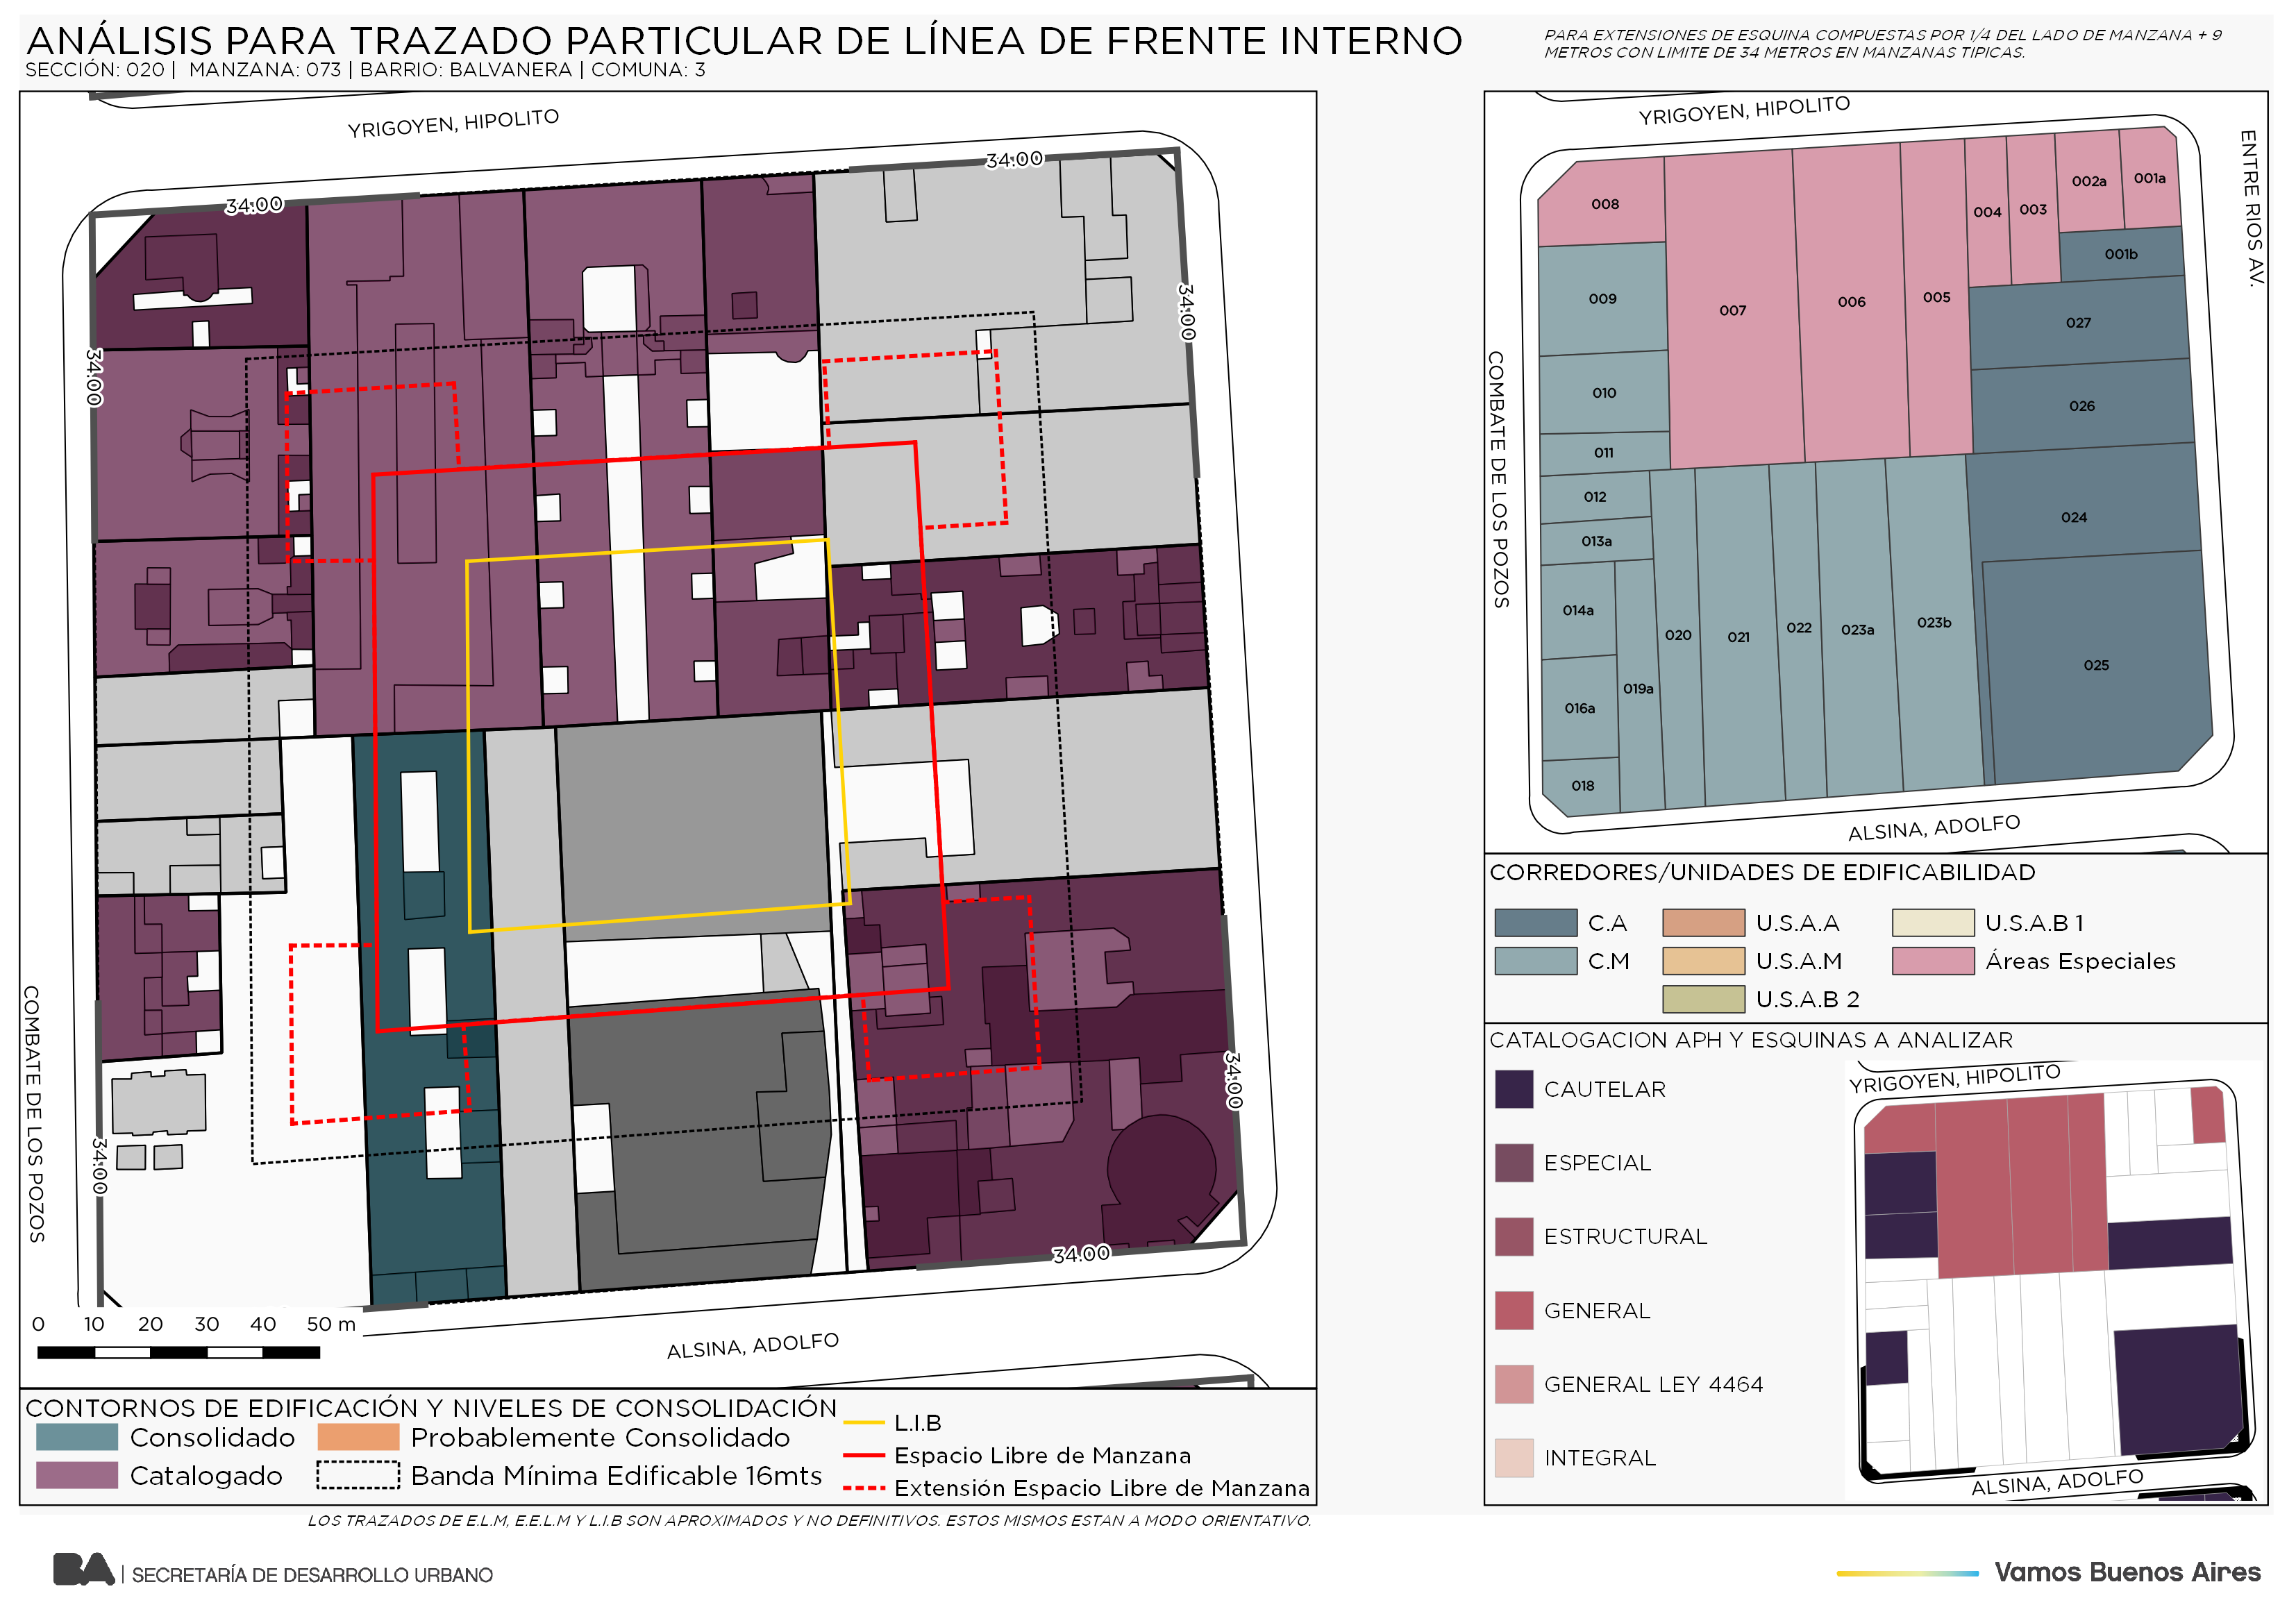 ANÁLISIS PARA TRAZADO PARTICULAR DE LÍNEA DE FRENTE INTERNO
SECCIÓN: 020 | MANZANA: 073 | BARRIO: BALVANERA | COMUNA: 3
PARA EXTENSIONES DE ESQUINA COMPUESTAS POR 1/4 DEL LADO DE MANZANA + 9
METROS CON LIMITE DE 34 METROS EN MANZANAS TIPICAS.
YRIGOYEN, HIPOLITO
34.00
34.00
34.00
34.00
COMBATE DE LOS POZOS
34.00
34.00
34.00
ALSINA, ADOLFO
0 10 20 30 40 50 m
CONTORNOS DE EDIFICACIÓN Y NIVELES DE CONSOLIDACIÓN
Consolidado
Probablemente Consolidado
Catalogado
Banda Mínima Edificable 16mts
L.I.B
Espacio Libre de Manzana
Extensión Espacio Libre de Manzana
LOS TRAZADOS DE E.L.M, E.E.L.M Y L.I.B SON APROXIMADOS Y NO DEFINITIVOS. ESTOS MISMOS ESTAN A MODO ORIENTATIVO.
YRIGOYEN, HIPOLITO
ENTRE RIOS AV.
COMBATE DE LOS POZOS
008
007
006
005
004
003
002a
001a
001b
009
027
010
026
011
012
013a
024
014a
020
021
022
023a
023b
025
019a
016a
018
ALSINA, ADOLFO
CORREDORES/UNIDADES DE EDIFICABILIDAD
C.A
U.S.A.A
U.S.A.B 1
C.M
U.S.A.M
Áreas Especiales
U.S.A.B 2
CATALOGACION APH Y ESQUINAS A ANALIZAR
CAUTELAR
ESPECIAL
ESTRUCTURAL
GENERAL
GENERAL LEY 4464
INTEGRAL
YRIGOYEN, HIPOLITO
ALSINA, ADOLFO
BA | SECRETARÍA DE DESARROLLO URBANO
Vamos Buenos Aires